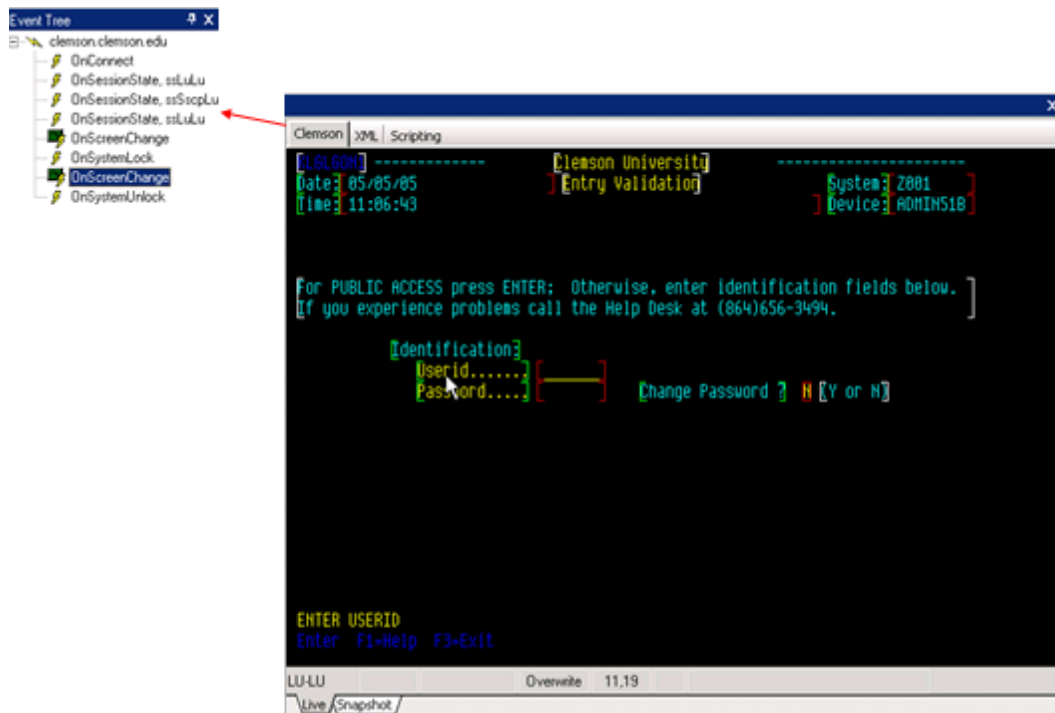 Event Tree
clemson.clemson.edu
OnConnect
OnSessionState, ssLuLu
OnSessionState, ssSscpLu
OnSessionState, ssLuLu
OnScreenChange
OnSystemLock
OnScreenChange
OnSystemUnlock
Clemson XML Scripting
[CLGLGON] ------------- [Clemson University] ----------------------
[Date:] 05/05/05 ] [Entry Validation] [System:] Z001 ]
[Time:] 11:06:43 ] [Device:] ADMIN51B]
[For PUBLIC ACCESS press ENTER; Otherwise, enter identification fields below. ]
[If you experience problems call the Help Desk at (864)656-3494. ]
[Identification:]
[Userid.......] [______]
[Password....] [ ] [Change Password ?] N [(Y or N)]
ENTER USERID
Enter F1=Help F3=Exit
LU-LU Overwrite 11,19
Live Snapshot